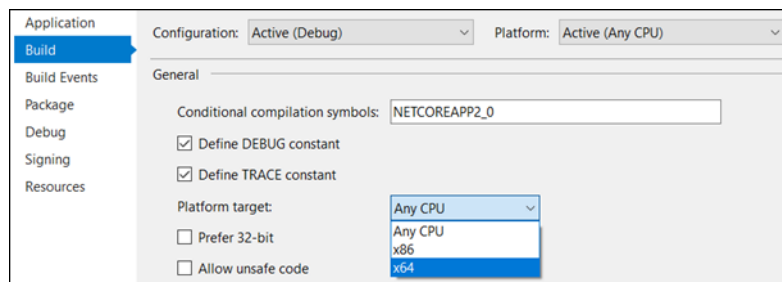 Application
Build
Build Events
Package
Debug
Signing
Resources
Configuration: Active (Debug) Platform: Active (Any CPU)
General
Conditional compilation symbols: NETCOREAPP2_0
Define DEBUG constant
Define TRACE constant
Platform target: Any CPU
Any CPU
Prefer 32-bit
x86
Allow unsafe code x64